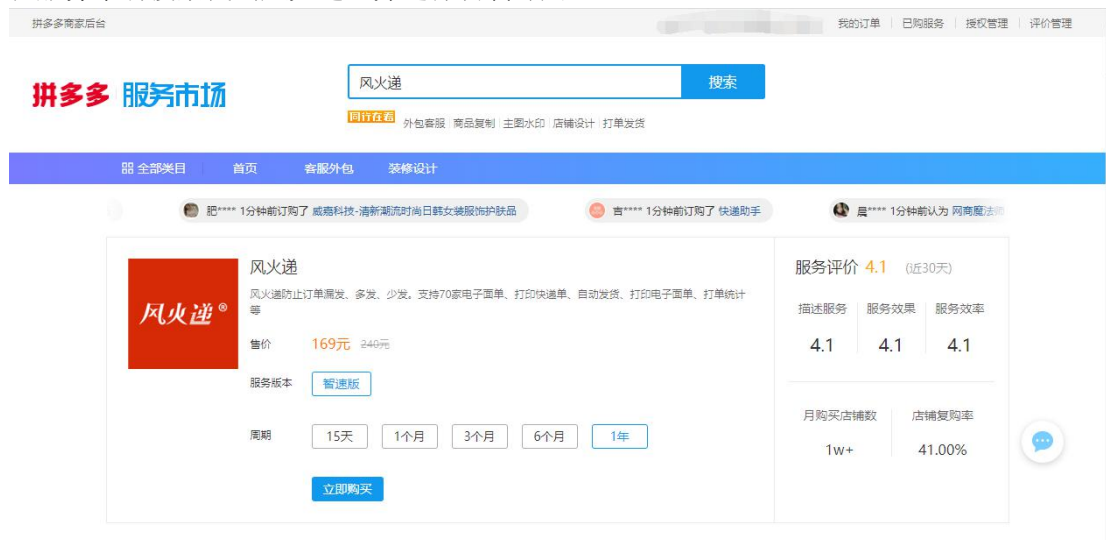 拼多多商家后台
我的订单 已购服务 授权管理 评价管理
拼多多 服务市场
风火递 搜索
同行在看 外包客服 商品复制 主图水印 店铺设计 打单发货
全部类目 首页 客服外包 装修设计
肥**** 1分钟前订购了 威嘉科技-清新潮流时尚日韩女装服饰护肤品
言**** 1分钟前订购了 快递助手
晨**** 1分钟前认为 网商魔法师
风火递®
风火递
风火递防止订单漏发、多发、少发。支持70家电子面单、打印快递单、自动发货、打印电子面单、打单统计
等
售价 169元 240元
服务版本 智速版
周期 15天 1个月 3个月 6个月 1年
立即购买
服务评价 4.1 (近30天)
描述服务 服务效果 服务效率
4.1 4.1 4.1
月购买店铺数 店铺复购率
1w+ 41.00%